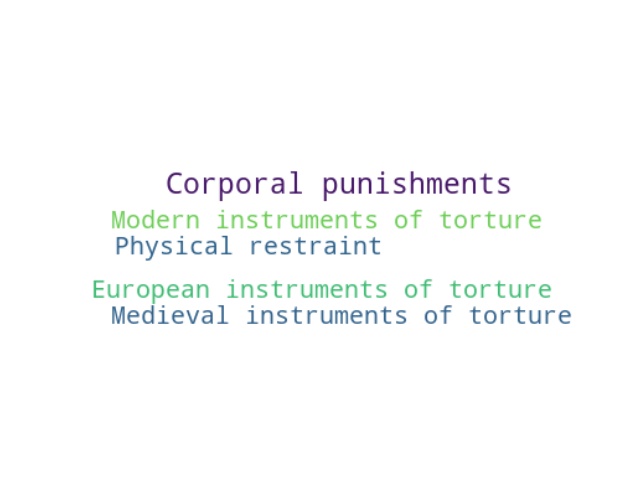 Corporal punishments
Modern instruments of torture
Physical restraint
European instruments of torture
Medieval instruments of torture